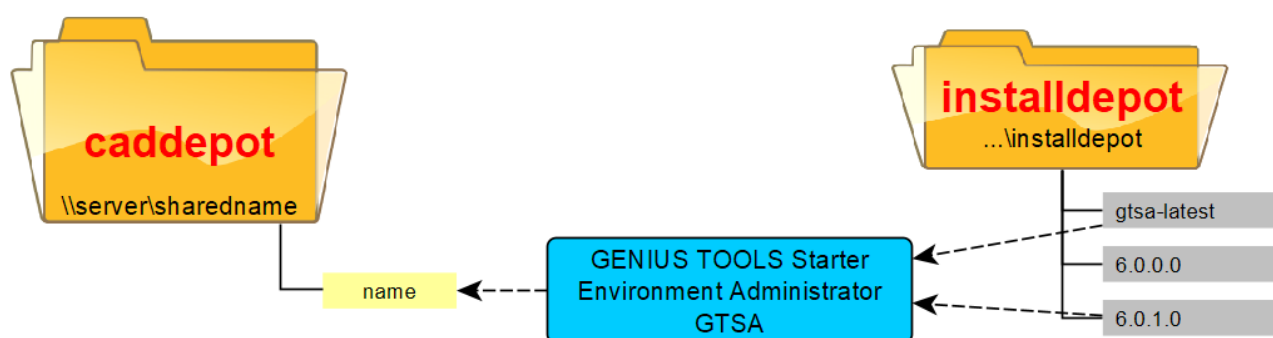 caddepot
\\server\sharedname
name
GENIUS TOOLS Starter
Environment Administrator
GTSA
installdepot
...\installdepot
gtsa-latest
6.0.0.0
6.0.1.0